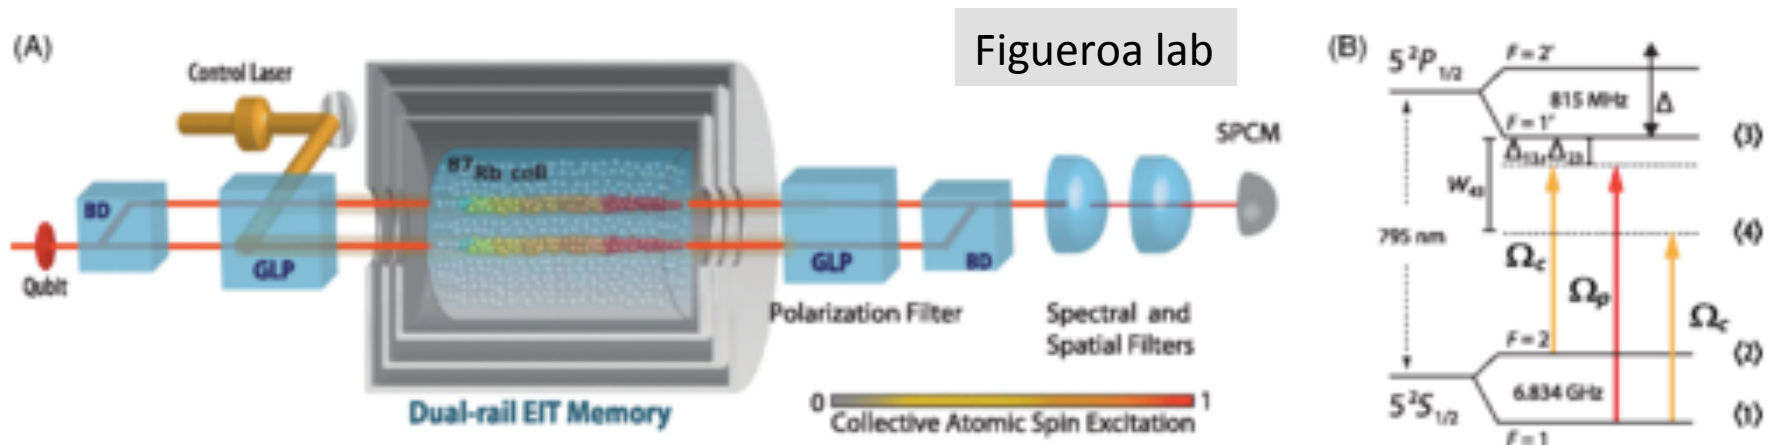 (A)
Figueroa lab
(B)
Control Laser
SPCM
87Rb cell
BD
GLP
GLP
BD
Qubit
Polarization Filter
Spectral and
Spatial Filters
Dual-rail EIT Memory
0
1
Collective Atomic Spin Excitation
5²P1/2
F = 2'
815 MHz
Δ
F = 1'
(3)
Δ13, Δ23
W43
795 nm
(4)
Ωc
Ωp
Ωc
F = 2
(2)
6.834 GHz
5²S1/2
(1)
F = 1